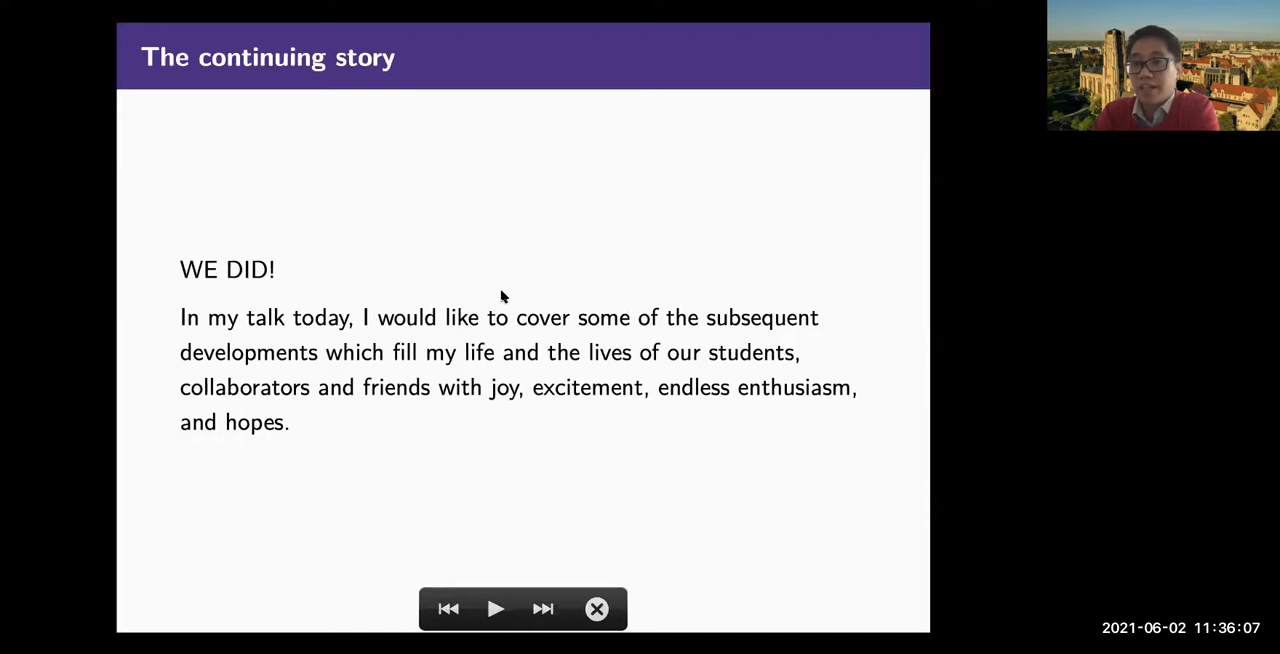 The continuing story
WE DID!
In my talk today, I would like to cover some of the subsequent
developments which fill my life and the lives of our students,
collaborators and friends with joy, excitement, endless enthusiasm,
and hopes.
2021-06-02 11:36:07